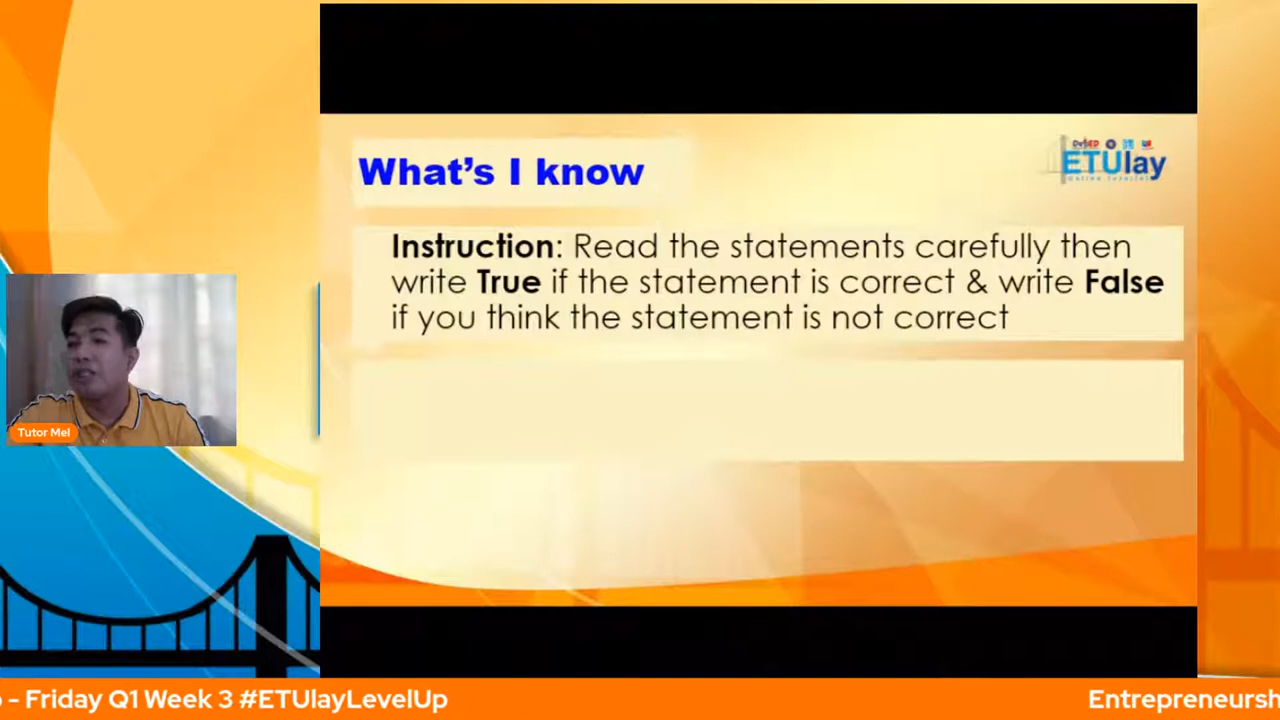 What's I know
DepED
ETUlay
Instruction: Read the statements carefully then
write True if the statement is correct & write False
if you think the statement is not correct
Tutor Mel
- Friday Q1 Week 3 #ETUlayLevelUp
Entrepreneursh